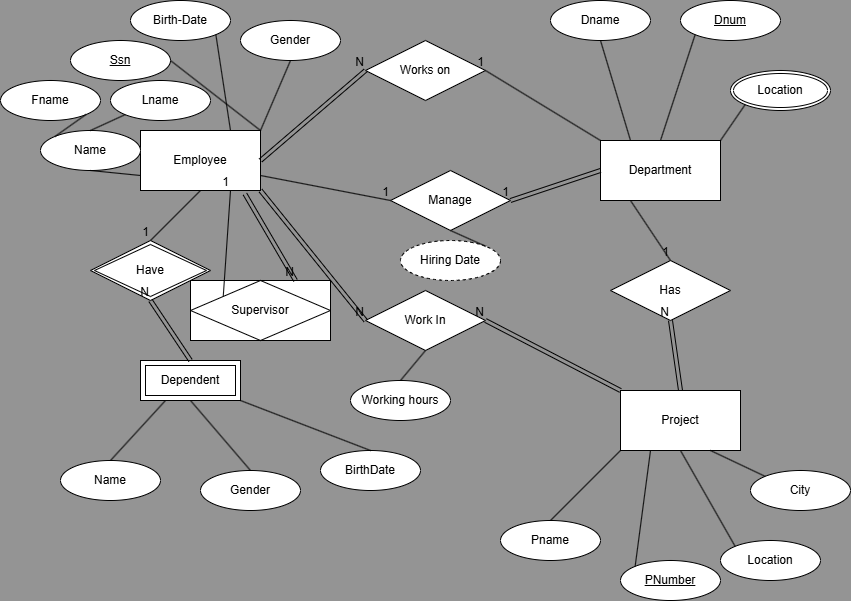 Birth-Date
Dname
Dnum
Gender
Ssn
N
1
Works on
Location
Fname
Lname
Name
Employee
Department
1
1
Manage
1
1
Hiring Date
1
Have
N
N
Supervisor
Has
N
N
Work In
N
Dependent
Working hours
Project
Name
Gender
BirthDate
City
Pname
Location
PNumber